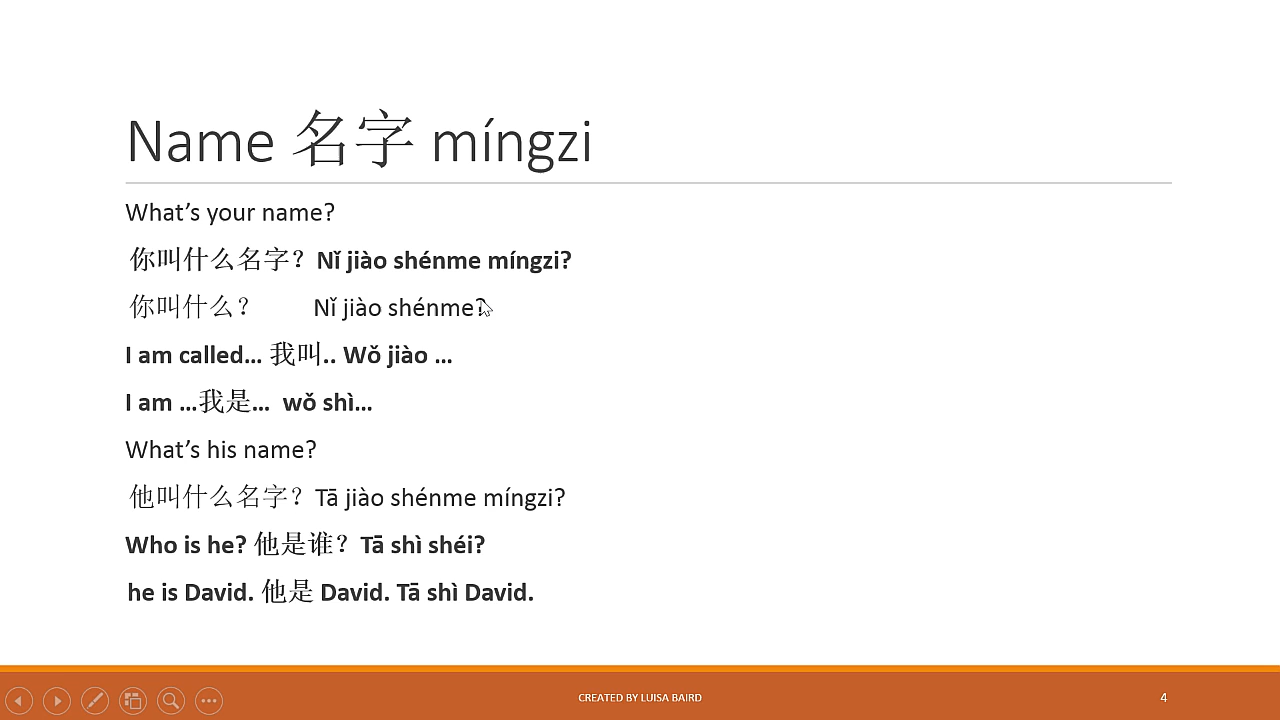 Name 名字 míngzi
What’s your name?
你叫什么名字？Nǐ jiào shénme míngzi?
你叫什么？ Nǐ jiào shénme?
I am called… 我叫.. Wǒ jiào …
I am …我是… wǒ shì…
What’s his name?
他叫什么名字？Tā jiào shénme míngzi?
Who is he? 他是谁？Tā shì shéi?
he is David. 他是 David. Tā shì David.
CREATED BY LUISA BAIRD
4